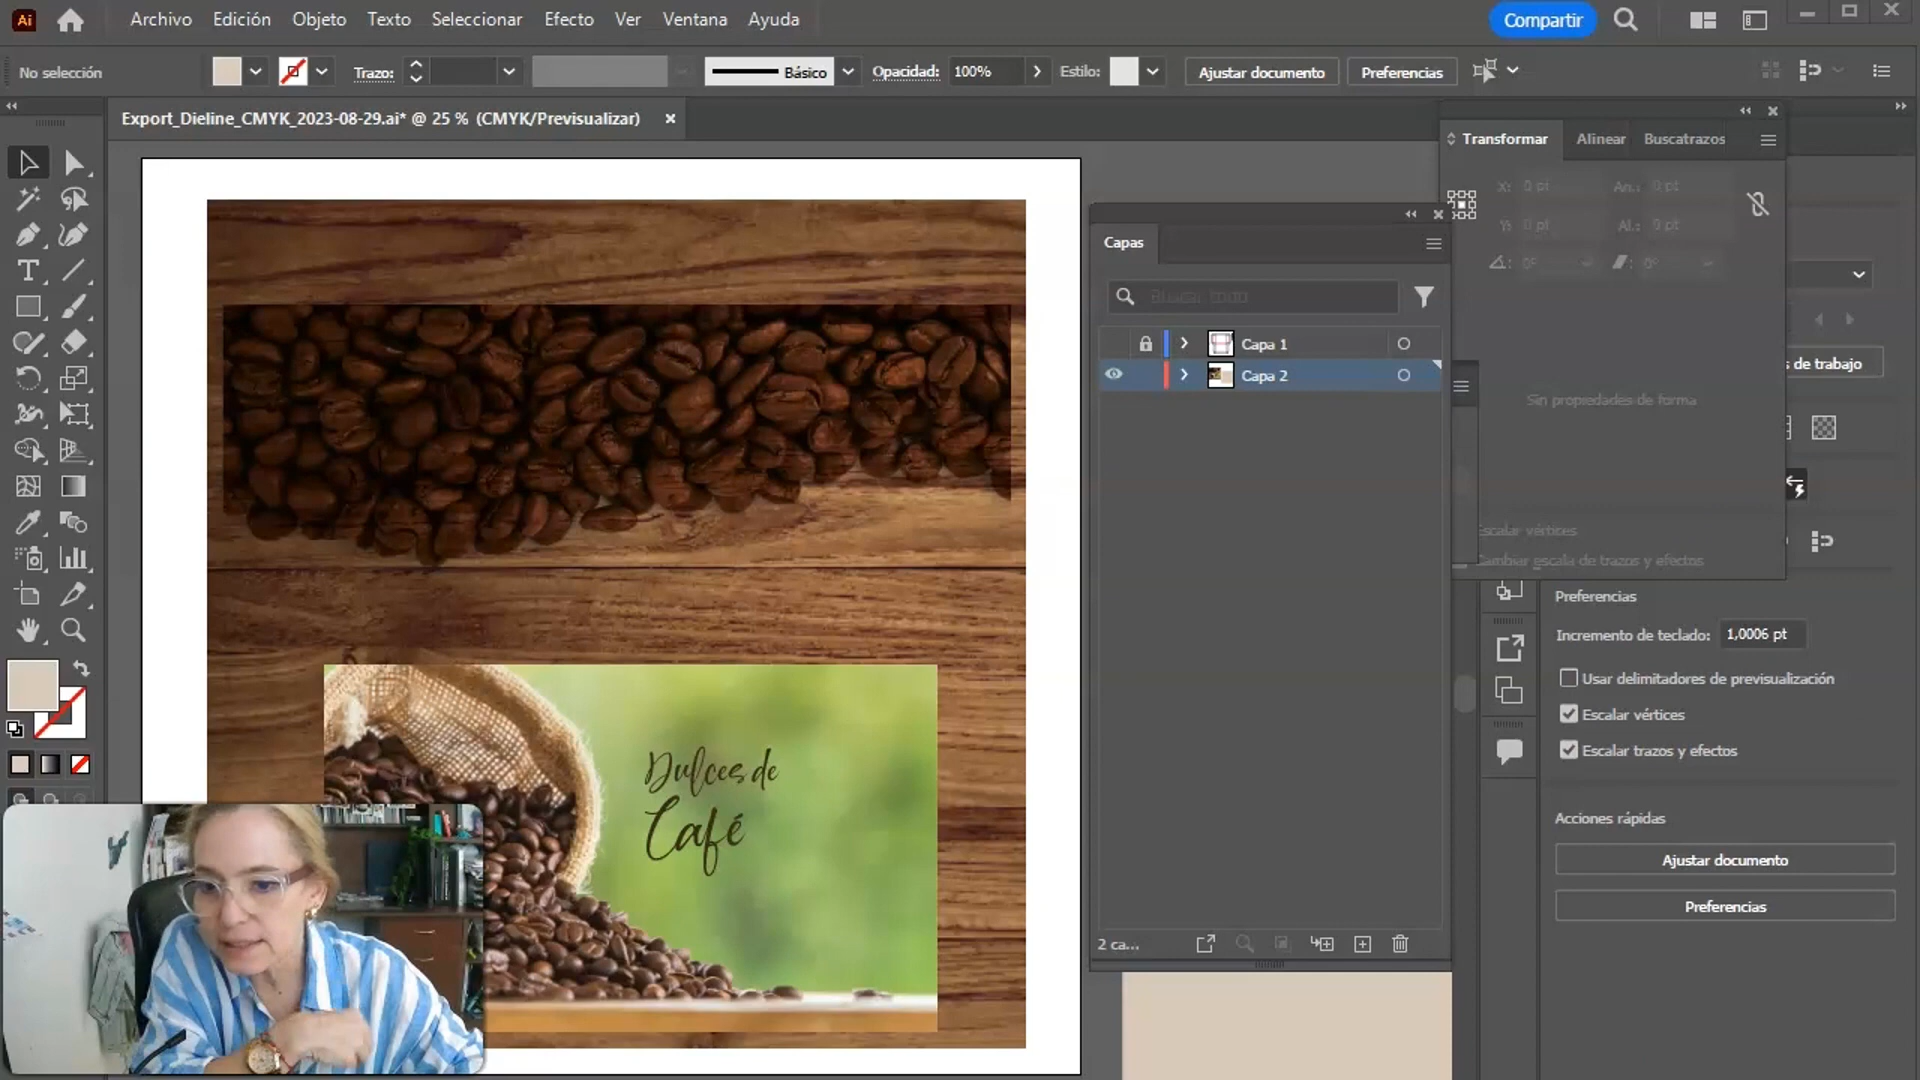 Ai
Archivo Edición Objeto Texto Seleccionar Efecto Ver Ventana Ayuda
Compartir
No selección
Trazo:
Básico
Opacidad: 100%
Estilo:
Ajustar documento
Preferencias
Export_Dieline_CMYK_2023-08-29.ai* @ 25 % (CMYK/Previsualizar)
Transformar Alinear Buscatrazos
X: 0 pt An.: 0 pt
Y: 0 pt Al.: 0 pt
0° 0°
Capas
Buscar todo
Capa 1
Capa 2
s de trabajo
Sin propiedades de forma
Escalar vértices
Cambiar escala de trazos y efectos
Preferencias
Incremento de teclado: 1,0006 pt
Usar delimitadores de previsualización
Escalar vértices
Escalar trazos y efectos
Acciones rápidas
Ajustar documento
Preferencias
2 ca...
Dulces de
Café